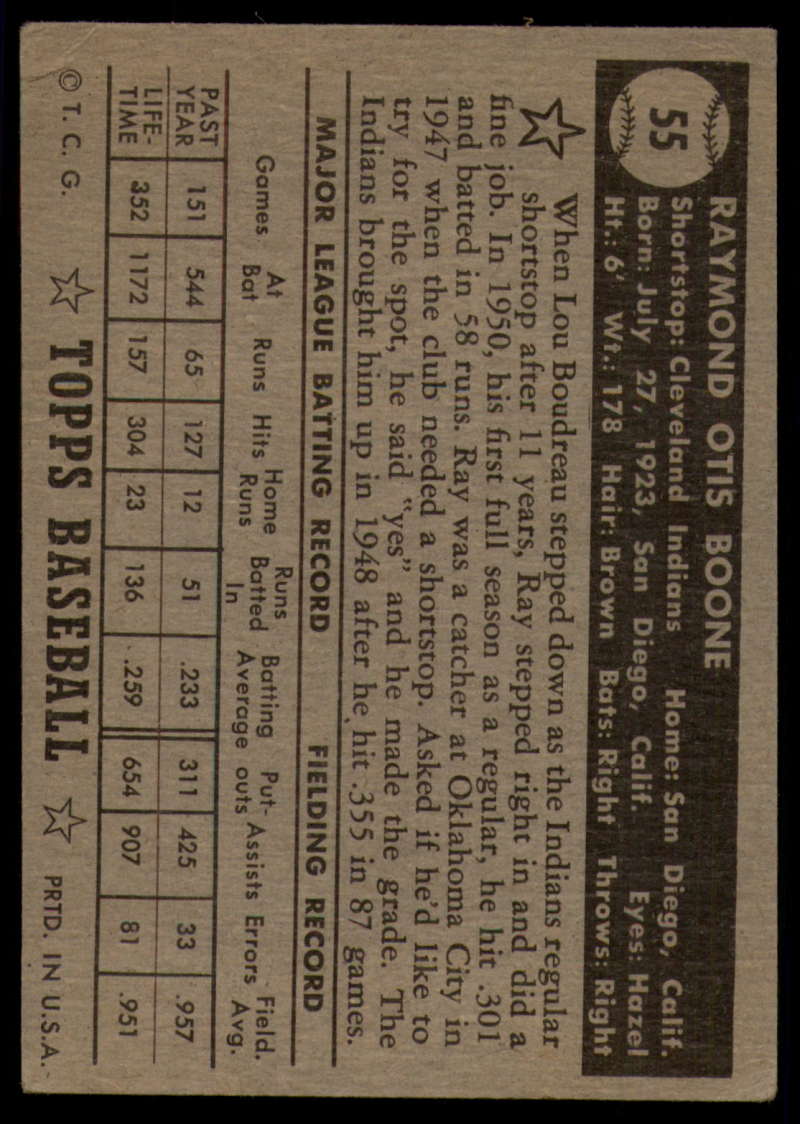 55
RAYMOND OTIS BOONE
Shortstop: Cleveland Indians Home: San Diego, Calif.
Born: July 27, 1923, San Diego, Calif. Eyes: Hazel
Ht.: 6' Wt.: 178 Hair: Brown Bats: Right Throws: Right
When Lou Boudreau stepped down as the Indians regular
shortstop after 11 years, Ray stepped right in and did a
fine job. In 1950, his first full season as a regular, he hit .301
and batted in 58 runs. Ray was a catcher at Oklahoma City in
1947 when the club needed a shortstop. Asked if he'd like to
try for the spot, he said "yes" and he made the grade. The
Indians brought him up in 1948 after he hit .355 in 87 games.
MAJOR LEAGUE BATTING RECORD FIELDING RECORD
Games At Bat Runs Hits Home Runs Runs Batted In Batting Average Put-outs Assists Errors Field. Avg.
PAST YEAR 151 544 65 127 12 51 .233 311 425 33 .957
LIFE-TIME 352 1172 157 304 23 136 .259 654 907 81 .951
© T. C. G. TOPPS BASEBALL PRTD. IN U.S.A.